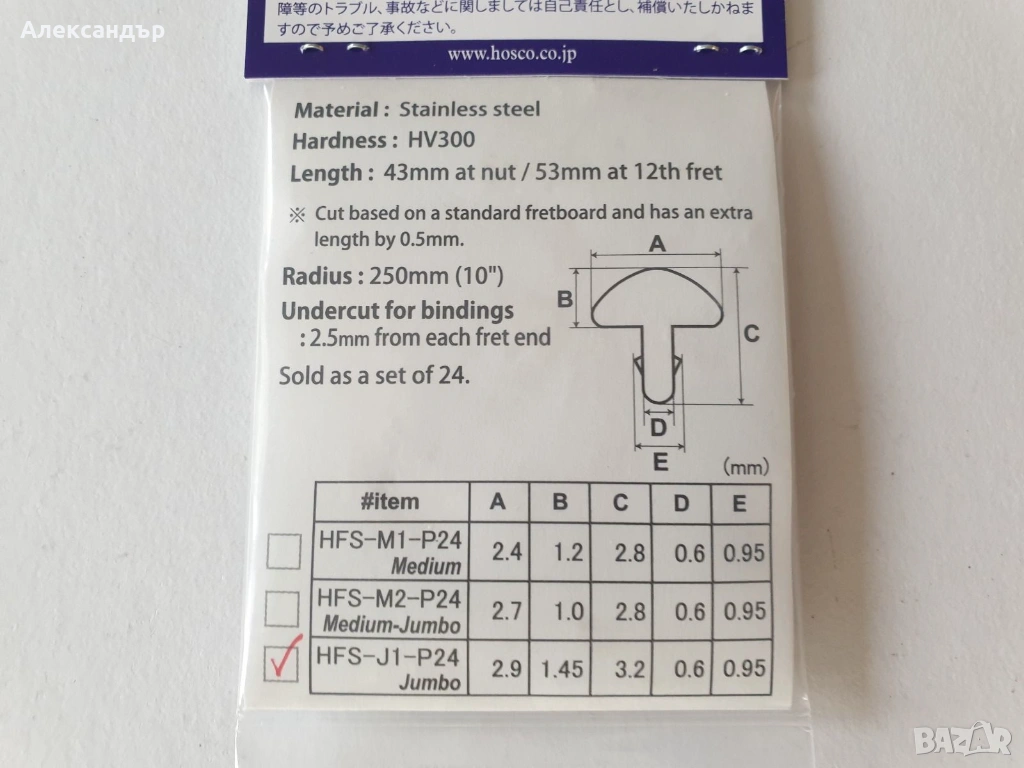 Александър
障等のトラブル、事故などに関しましては自己責任とし、補償いたしかねま
すので予めご了承ください。
www.hosco.co.jp
Material : Stainless steel
Hardness : HV300
Length : 43mm at nut / 53mm at 12th fret
※ Cut based on a standard fretboard and has an extra
length by 0.5mm.
Radius : 250mm (10")
Undercut for bindings
: 2.5mm from each fret end
Sold as a set of 24.
A
B
C
D
E
(mm)
#item A B C D E
HFS-M1-P24
Medium 2.4 1.2 2.8 0.6 0.95
HFS-M2-P24
Medium-Jumbo 2.7 1.0 2.8 0.6 0.95
HFS-J1-P24
Jumbo 2.9 1.45 3.2 0.6 0.95
BAZAR